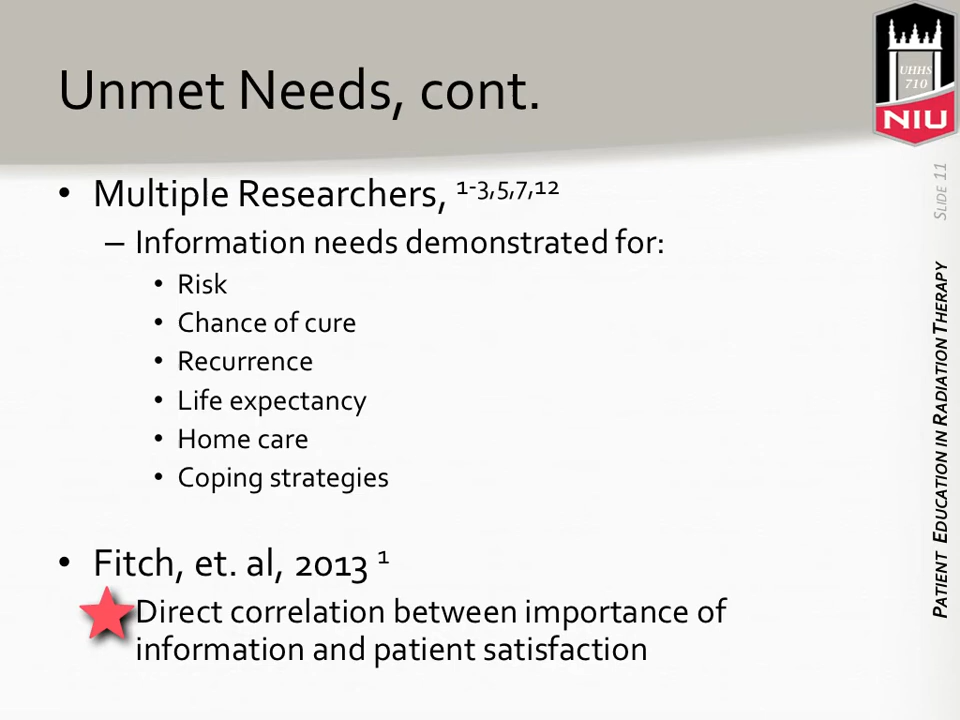 Unmet Needs, cont.
• Multiple Researchers, 1-3,5,7,12
– Information needs demonstrated for:
• Risk
• Chance of cure
• Recurrence
• Life expectancy
• Home care
• Coping strategies
• Fitch, et. al, 2013 1
Direct correlation between importance of
information and patient satisfaction
UHHS
710
NIU
SLIDE 11
PATIENT EDUCATION IN RADIATION THERAPY